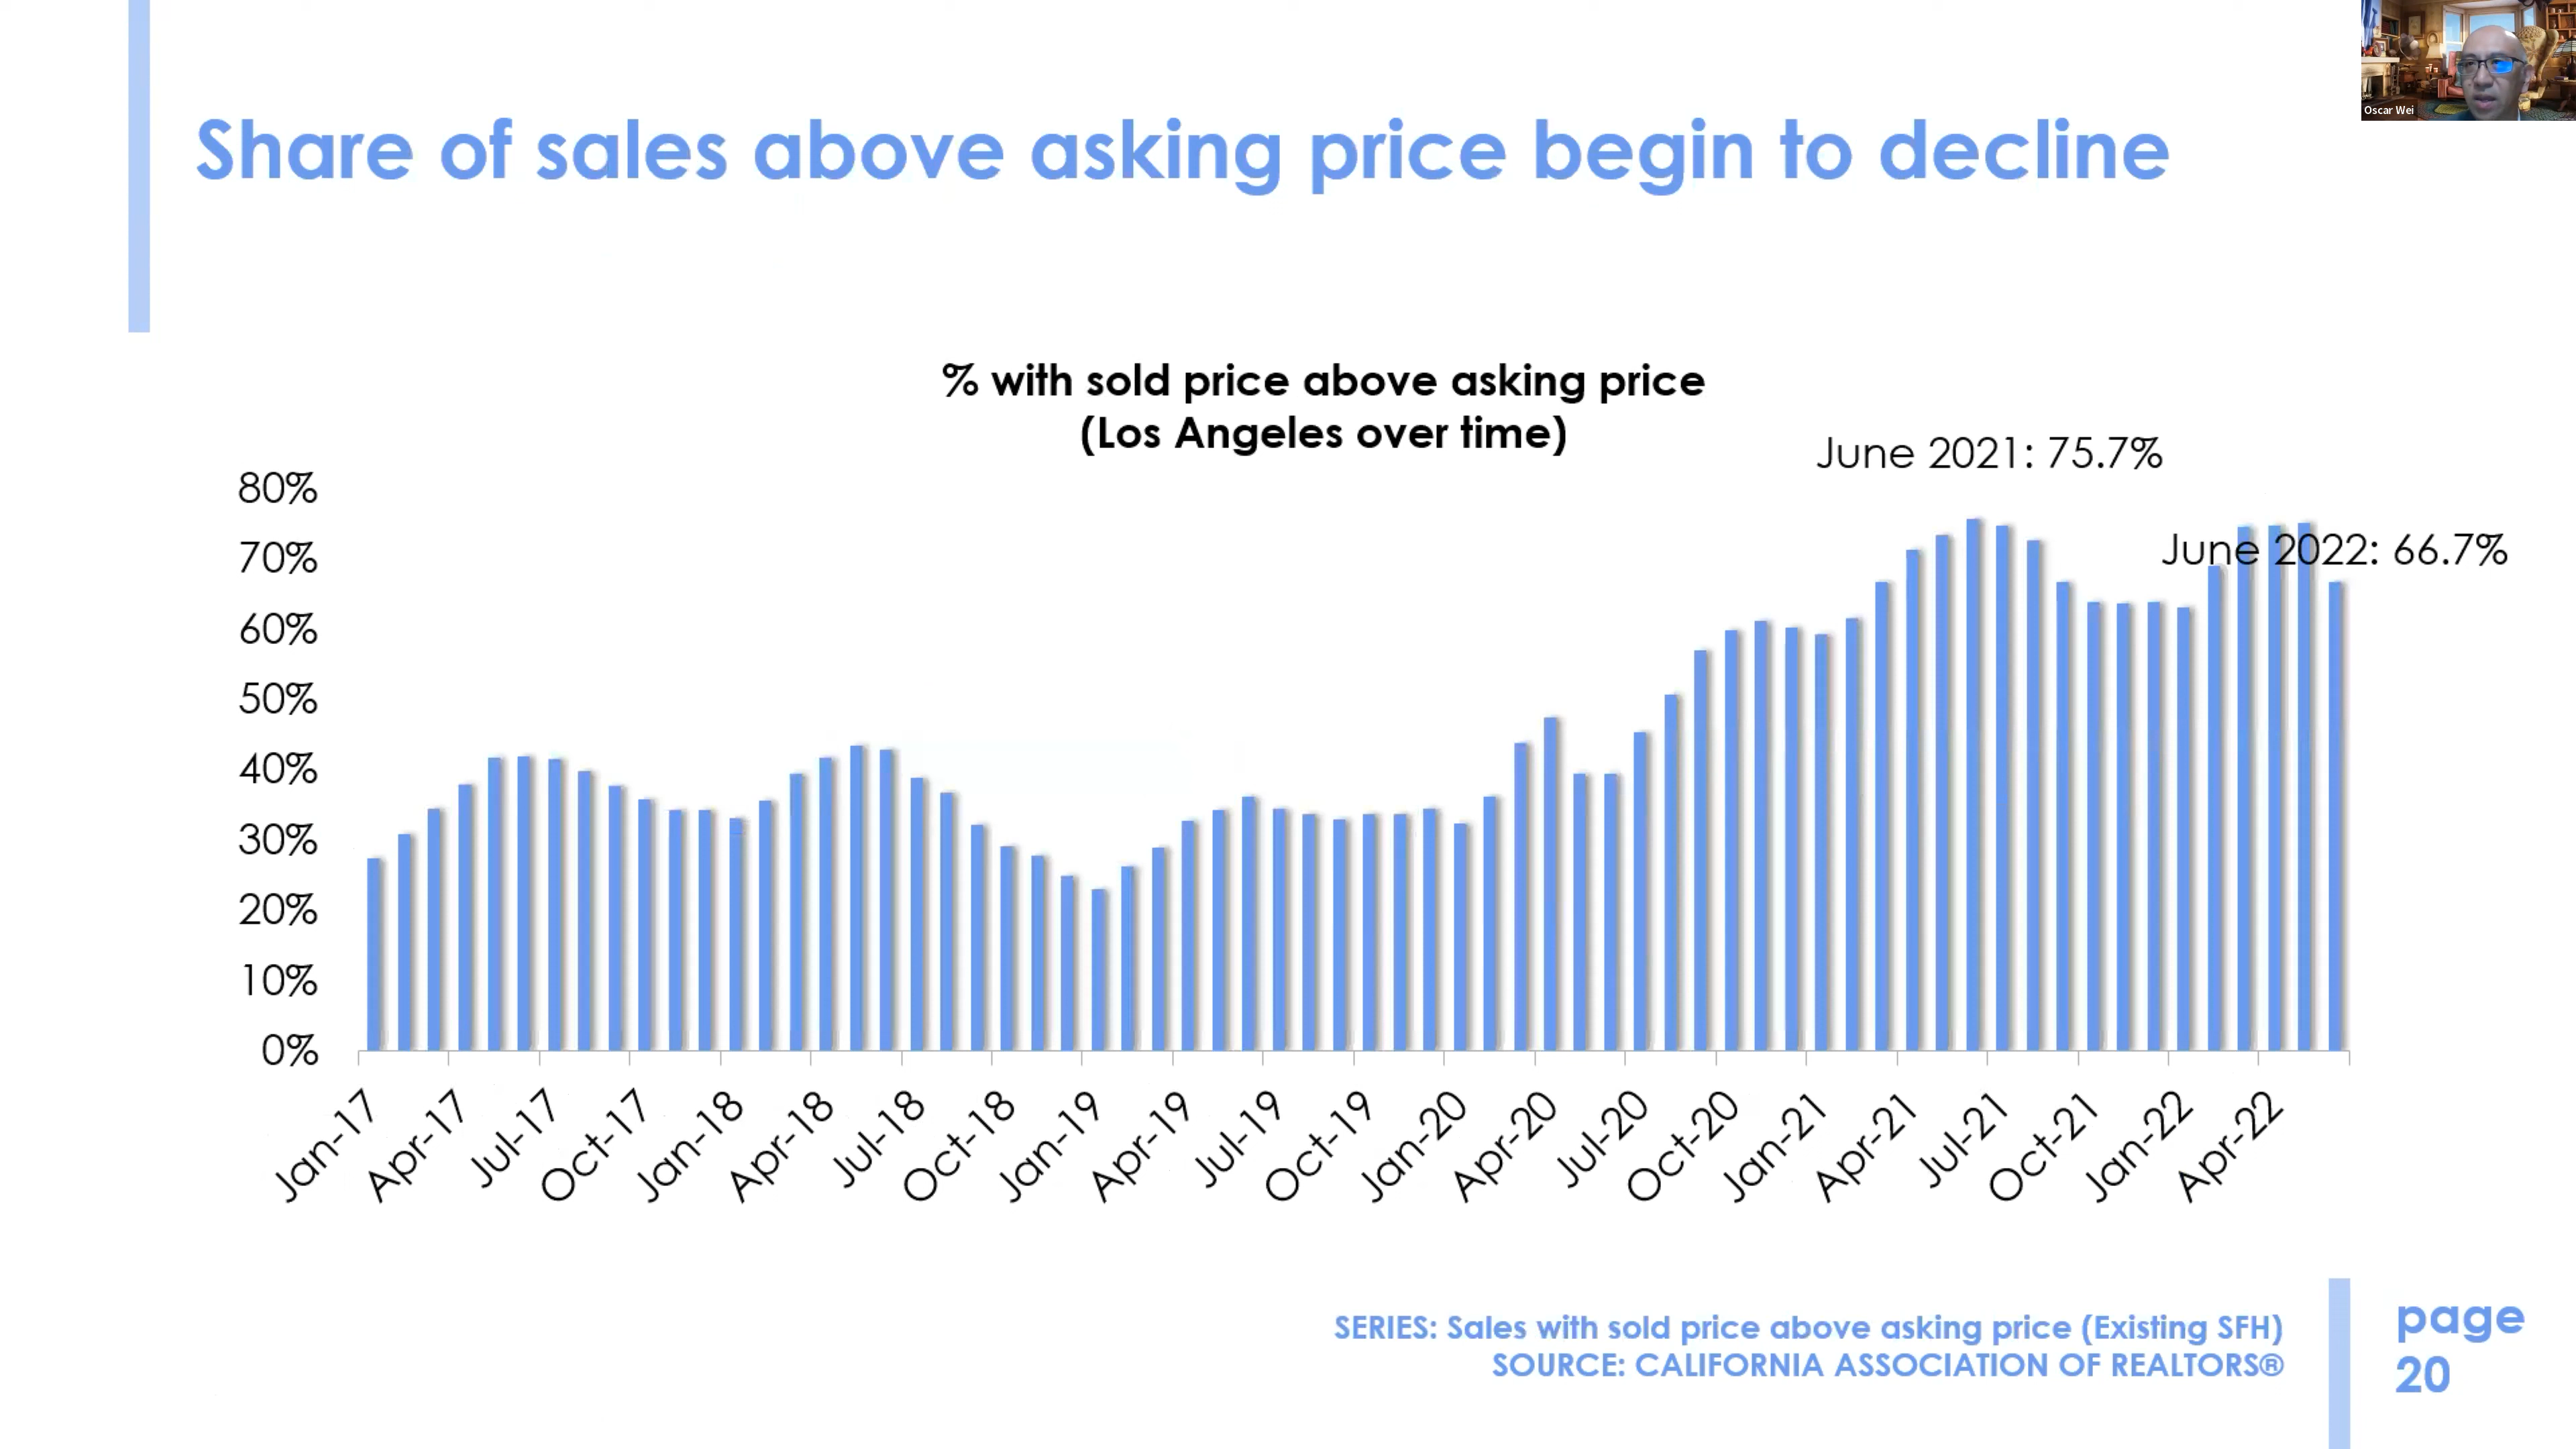 Oscar Wei
Share of sales above asking price begin to decline
% with sold price above asking price
(Los Angeles over time)
June 2021: 75.7%
June 2022: 66.7%
80%
70%
60%
50%
40%
30%
20%
10%
0%
Jan-17
Apr-17
Jul-17
Oct-17
Jan-18
Apr-18
Jul-18
Oct-18
Jan-19
Apr-19
Jul-19
Oct-19
Jan-20
Apr-20
Jul-20
Oct-20
Jan-21
Apr-21
Jul-21
Oct-21
Jan-22
Apr-22
SERIES: Sales with sold price above asking price (Existing SFH)
SOURCE: CALIFORNIA ASSOCIATION OF REALTORS®
page
20